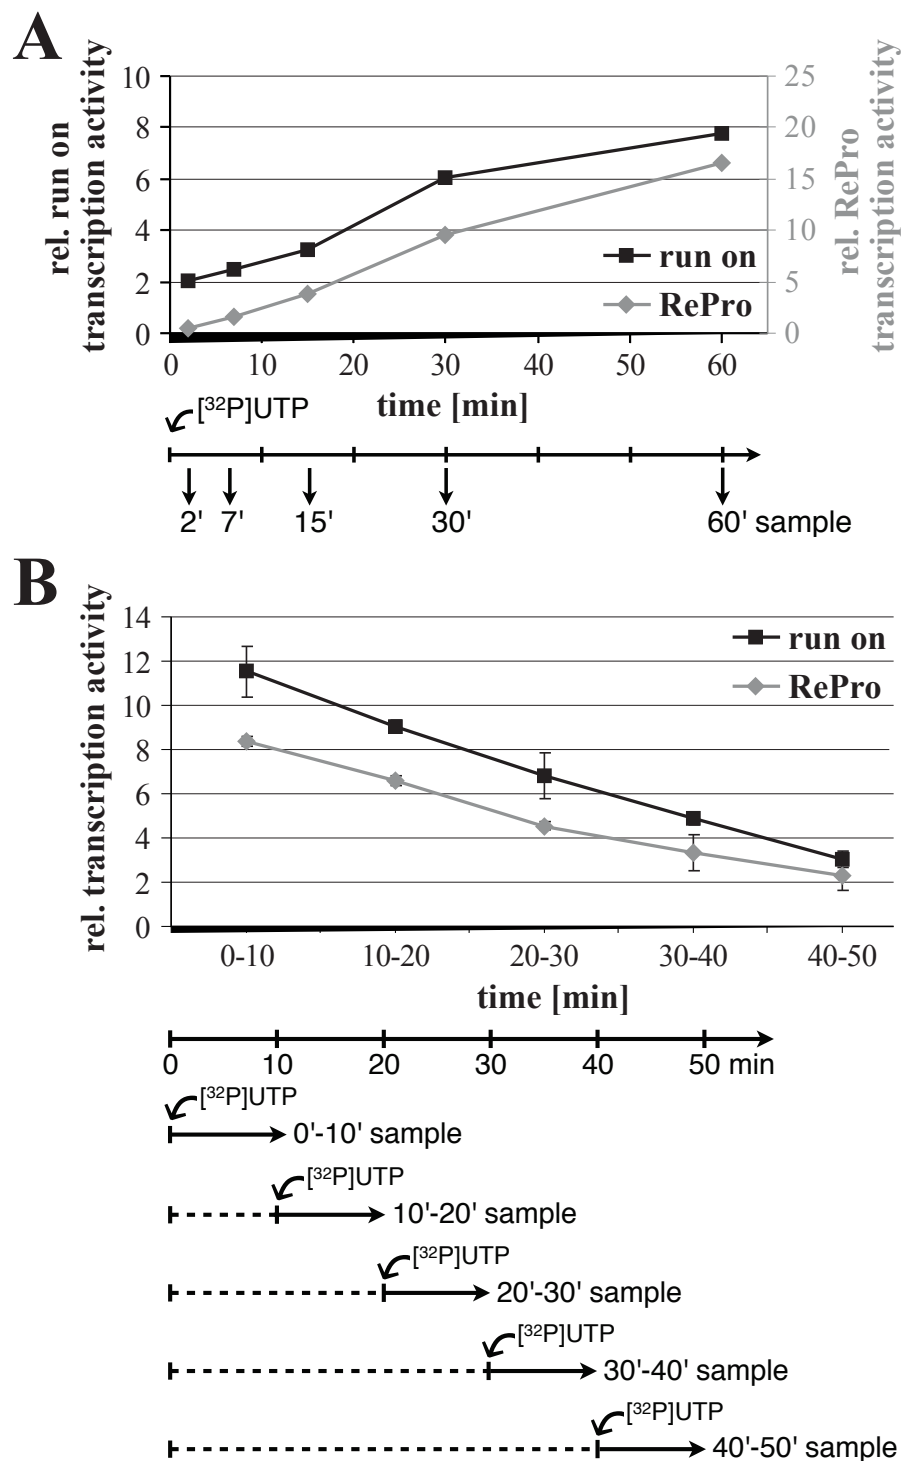 A
rel. run on
transcription activity
10
8
6
4
2
0
25
20
15
10
5
0
rel. RePro
transcription activity
run on
RePro
0 10 20 30 40 50 60
time [min]
[³²P]UTP
2' 7' 15' 30' 60' sample
B
rel. transcription activity
14
12
10
8
6
4
2
0
run on
RePro
0-10 10-20 20-30 30-40 40-50
time [min]
0 10 20 30 40 50 min
[³²P]UTP
0'-10' sample
[³²P]UTP
10'-20' sample
[³²P]UTP
20'-30' sample
[³²P]UTP
30'-40' sample
[³²P]UTP
40'-50' sample